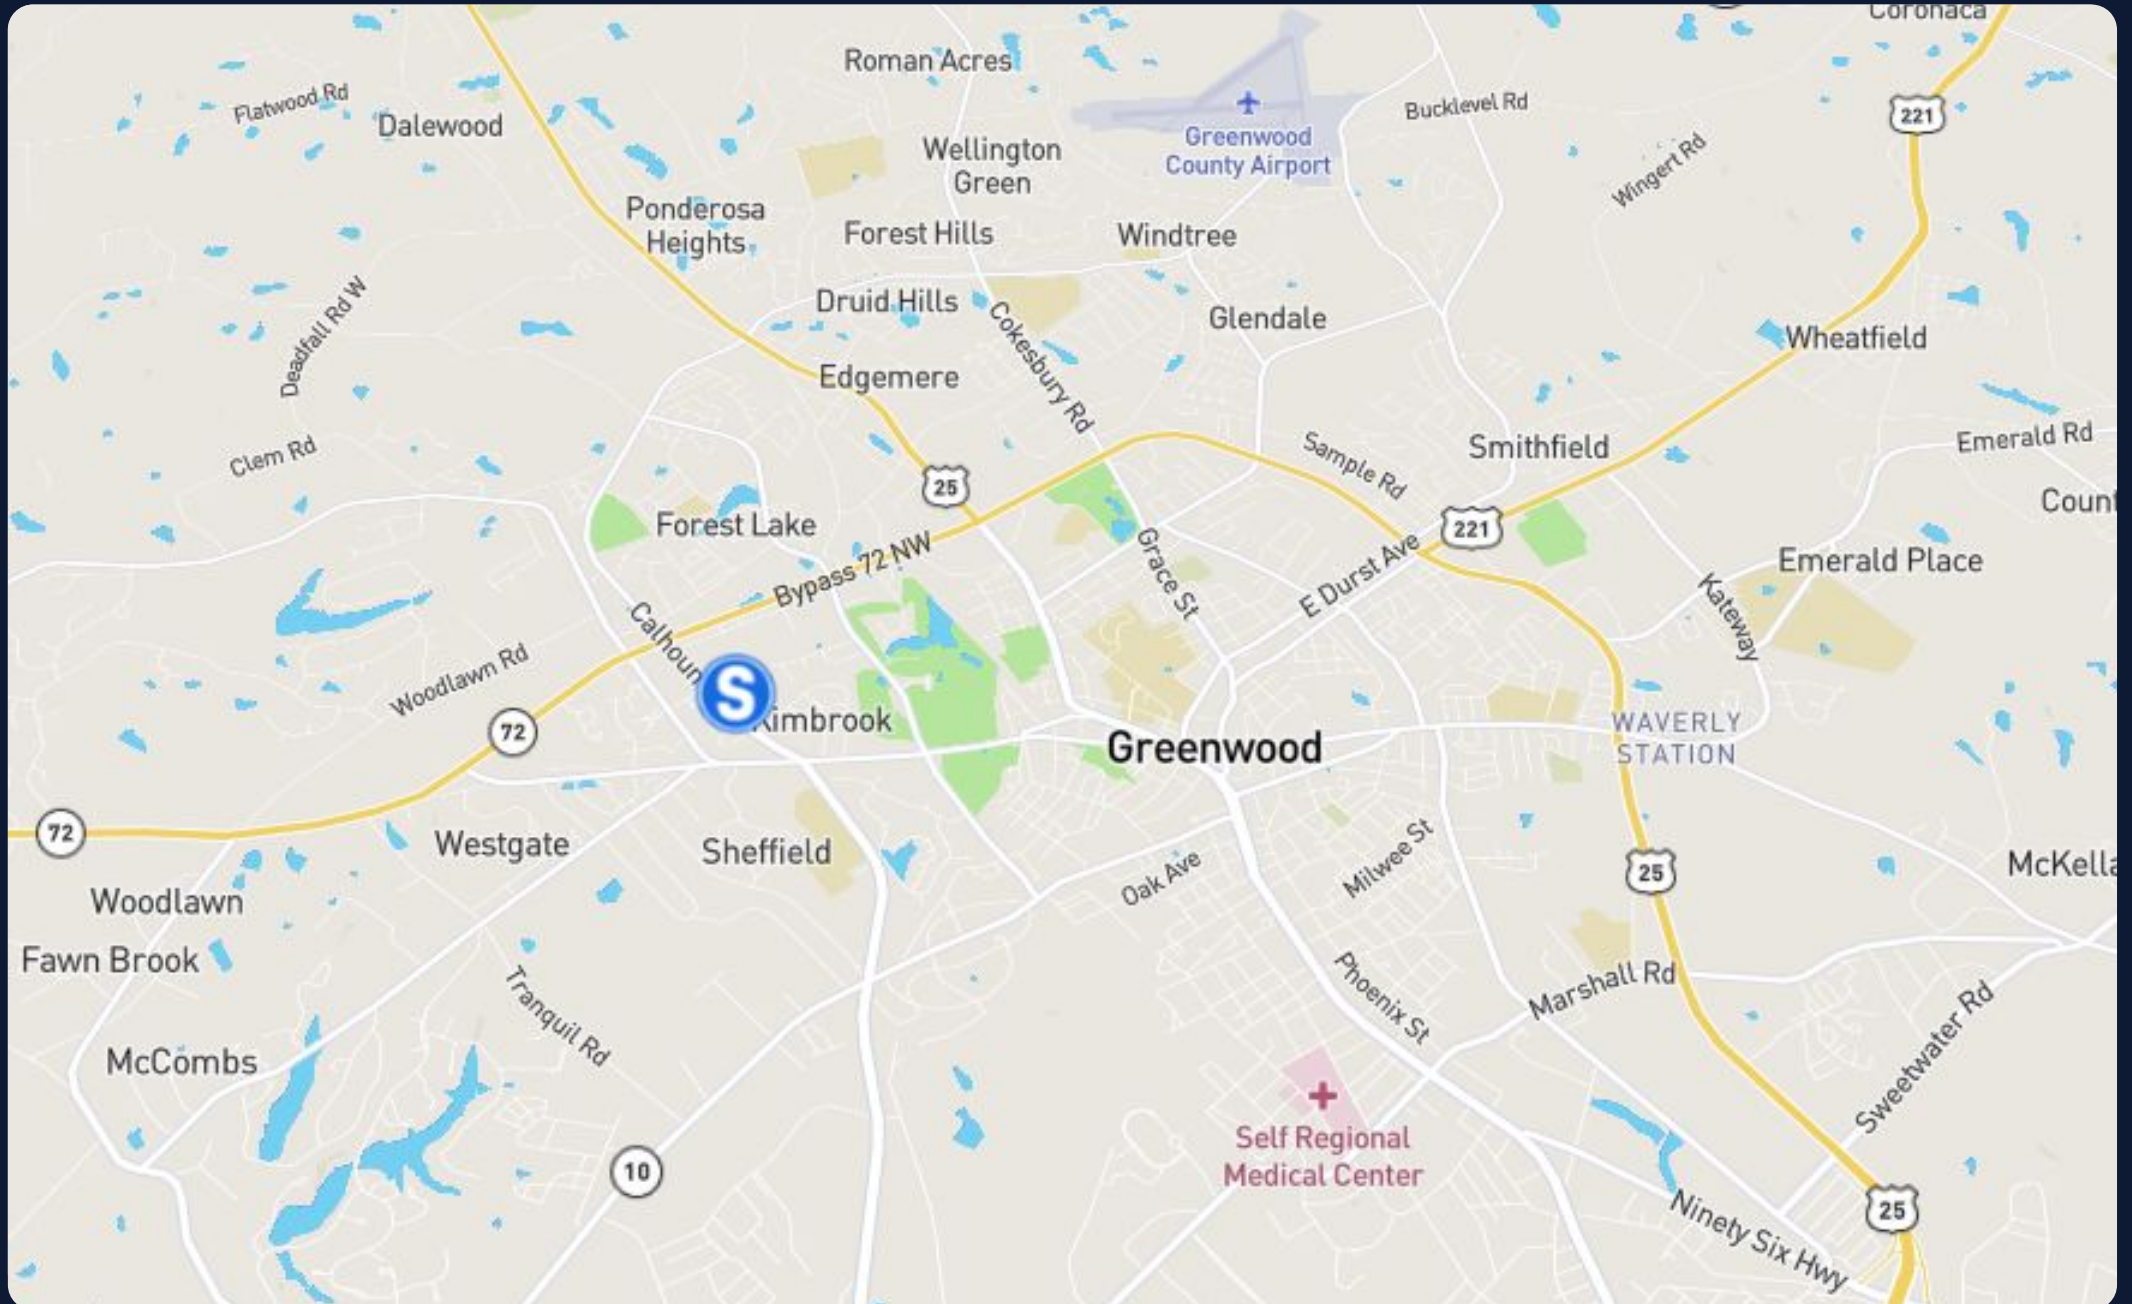 Coronaca
Roman Acres
221
Flatwood Rd
Bucklevel Rd
Dalewood
Greenwood
County Airport
Wellington
Green
Wingert Rd
Ponderosa
Heights
Forest Hills
Windtree
Druid Hills
Glendale
Deadfall Rd W
Cokesbury Rd
Wheatfield
Edgemere
Clem Rd
Sample Rd
Smithfield
Emerald Rd
25
Count
Forest Lake
221
Bypass 72 NW
Grace St
E Durst Ave
Emerald Place
Kateway
Calhoun
Woodlawn Rd
S
Kimbrook
72
Greenwood
WAVERLY
STATION
72
Westgate
Sheffield
Oak Ave
Milwee St
25
McKella
Woodlawn
Fawn Brook
Tranquil Rd
Phoenix St
Marshall Rd
Sweetwater Rd
McCombs
10
Self Regional
Medical Center
25
Ninety Six Hwy